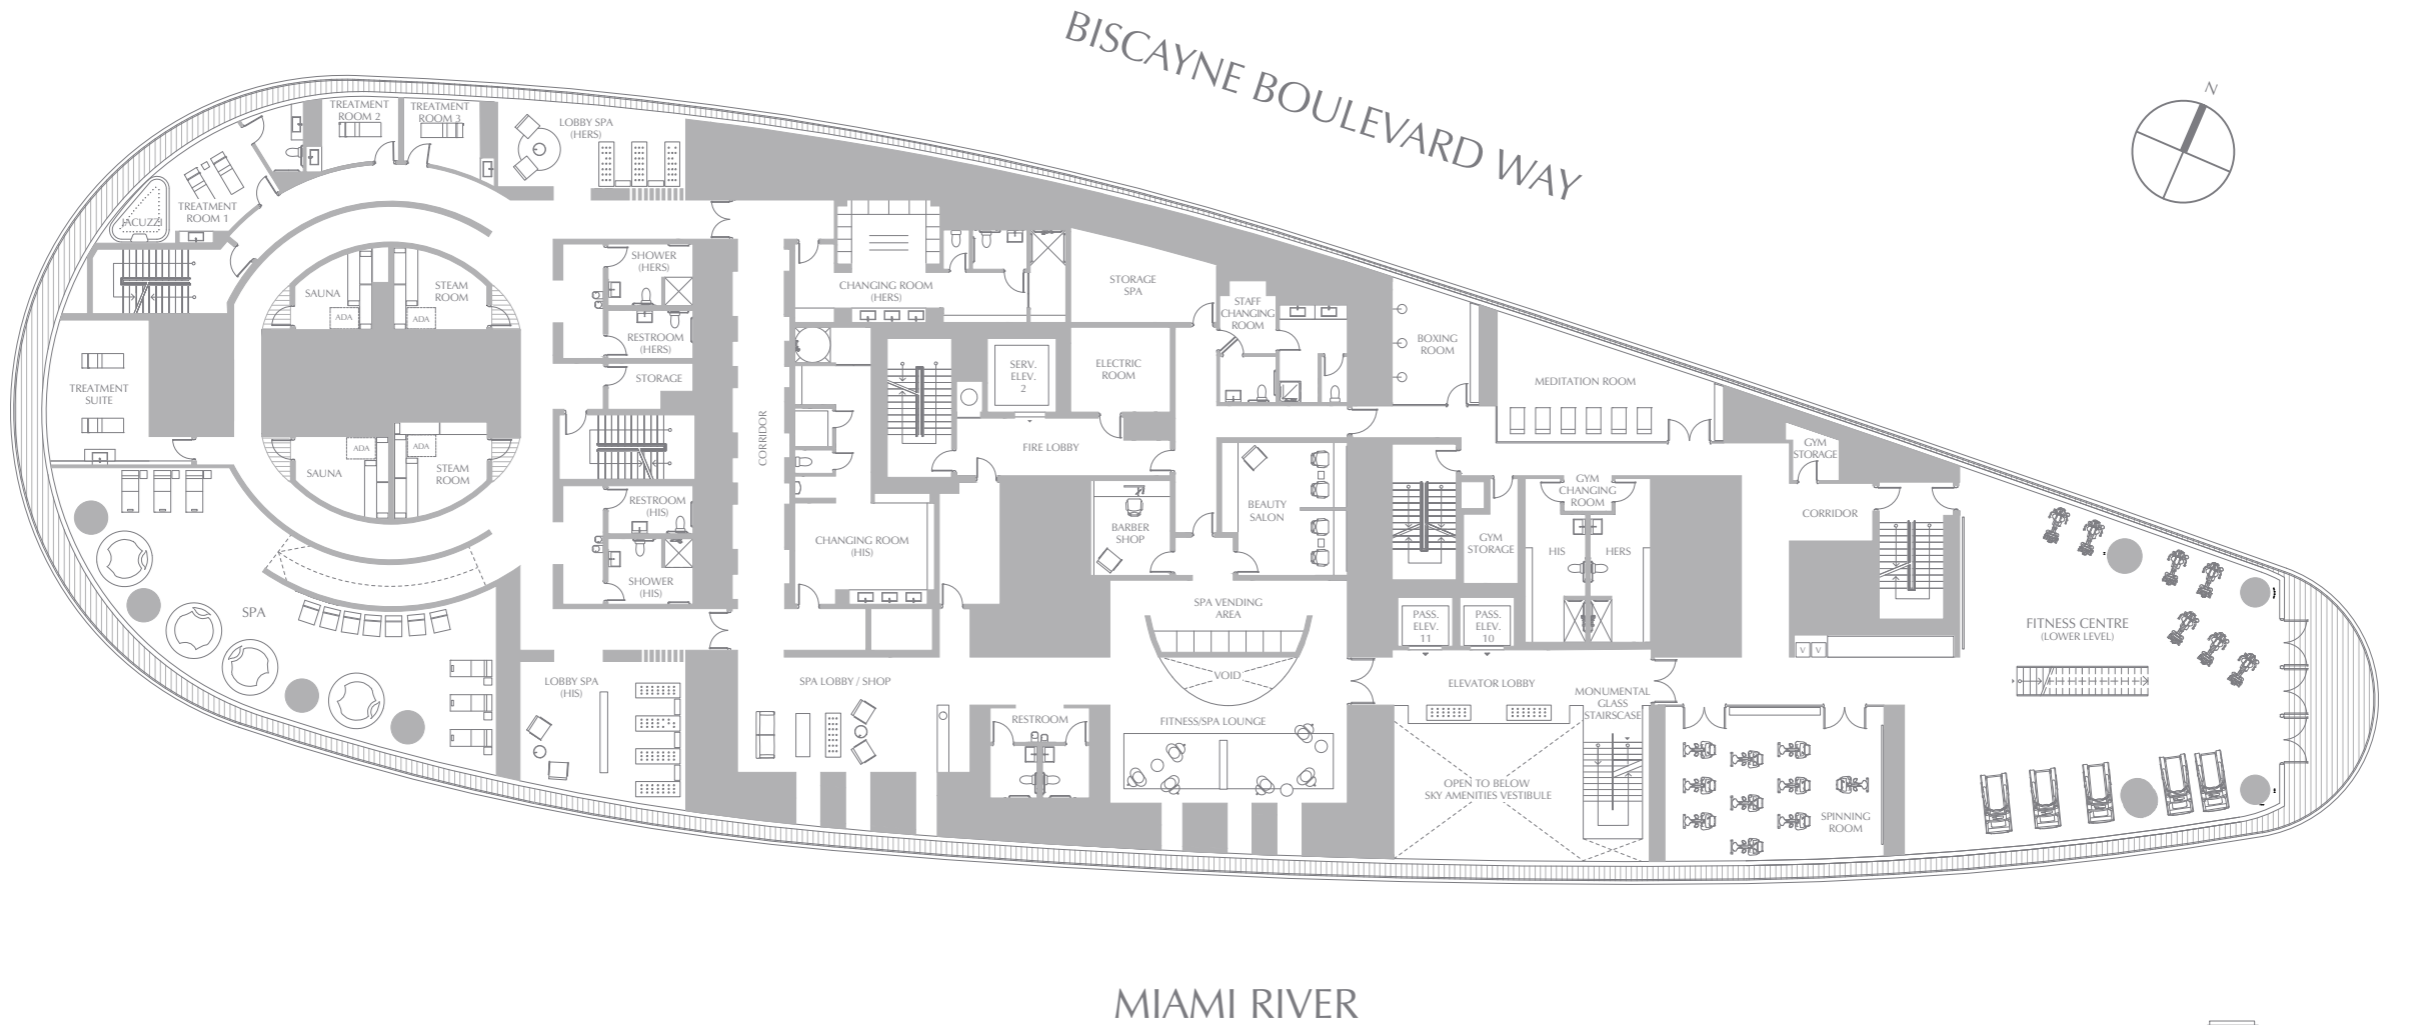 BISCAYNE BOULEVARD WAY
N
TREATMENT
ROOM 2
TREATMENT
ROOM 3
LOBBY SPA
(HERS)
TREATMENT
ROOM 1
JACUZZI
SHOWER
(HERS)
SAUNA
STEAM
ROOM
ADA
ADA
RESTROOM
(HERS)
STORAGE
CHANGING ROOM
(HERS)
STORAGE
SPA
STAFF
CHANGING
ROOM
BOXING
ROOM
SERV.
ELEV.
2
ELECTRIC
ROOM
MEDITATION ROOM
TREATMENT
SUITE
CORRIDOR
FIRE LOBBY
GYM
STORAGE
ADA
ADA
SAUNA
STEAM
ROOM
RESTROOM
(HIS)
SHOWER
(HIS)
CHANGING ROOM
(HIS)
BARBER
SHOP
BEAUTY
SALON
GYM
CHANGING
ROOM
GYM
STORAGE
HIS
HERS
CORRIDOR
SPA
SPA VENDING
AREA
PASS.
ELEV.
11
PASS.
ELEV.
10
V
V
FITNESS CENTRE
(LOWER LEVEL)
LOBBY SPA
(HIS)
SPA LOBBY / SHOP
VOID
ELEVATOR LOBBY
MONUMENTAL
GLASS
STAIRSCASE
RESTROOM
FITNESS/SPA LOUNGE
OPEN TO BELOW
SKY AMENITIES VESTIBULE
SPINNING
ROOM
MIAMI RIVER